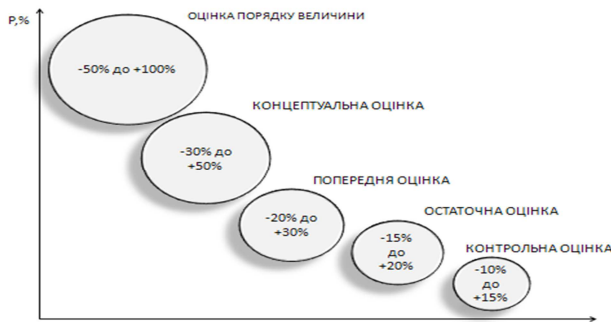 P,%
ОЦІНКА ПОРЯДКУ ВЕЛИЧИНИ
-50% до +100%
КОНЦЕПТУАЛЬНА ОЦІНКА
-30% до
+50%
ПОПЕРЕДНЯ ОЦІНКА
-20% до
+30%
ОСТАТОЧНА ОЦІНКА
-15%
до
+20%
КОНТРОЛЬНА ОЦІНКА
-10%
до
+15%